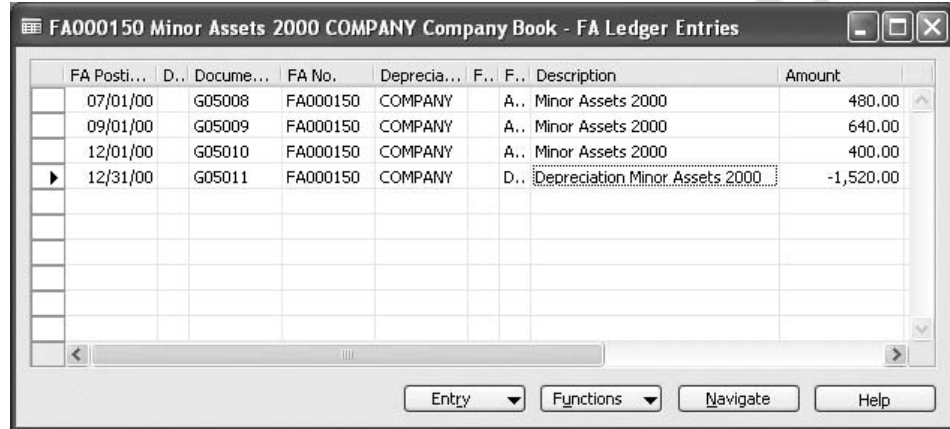 FA000150 Minor Assets 2000 COMPANY Company Book - FA Ledger Entries
FA Posti... D.. Docume... FA No. Deprecia... F.. F.. Description Amount
07/01/00 G05008 FA000150 COMPANY A.. Minor Assets 2000 480.00
09/01/00 G05009 FA000150 COMPANY A.. Minor Assets 2000 640.00
12/01/00 G05010 FA000150 COMPANY A.. Minor Assets 2000 400.00
12/31/00 G05011 FA000150 COMPANY D.. Depreciation Minor Assets 2000 -1,520.00
Entry Functions Navigate Help